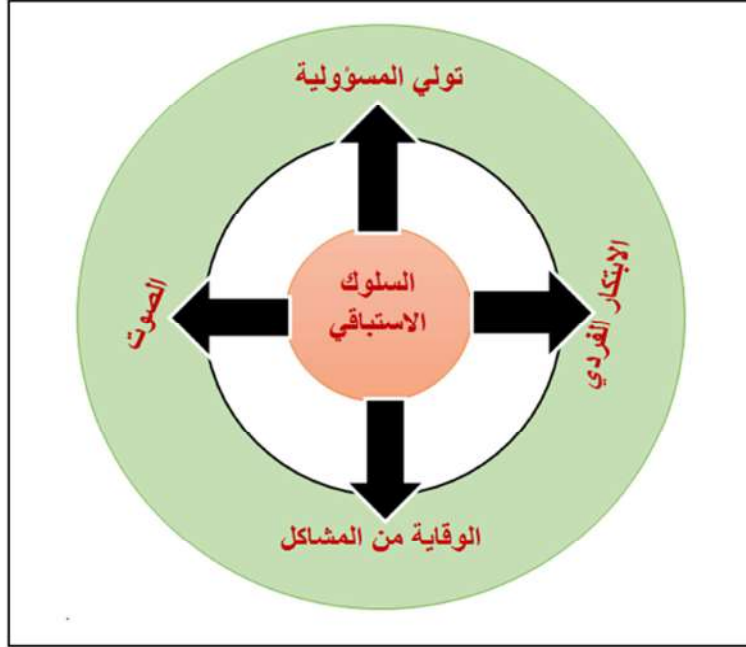 تولي المسؤولية
الابتكار الفردي
السلوك
الاستباقي
الصوت
الوقاية من المشاكل